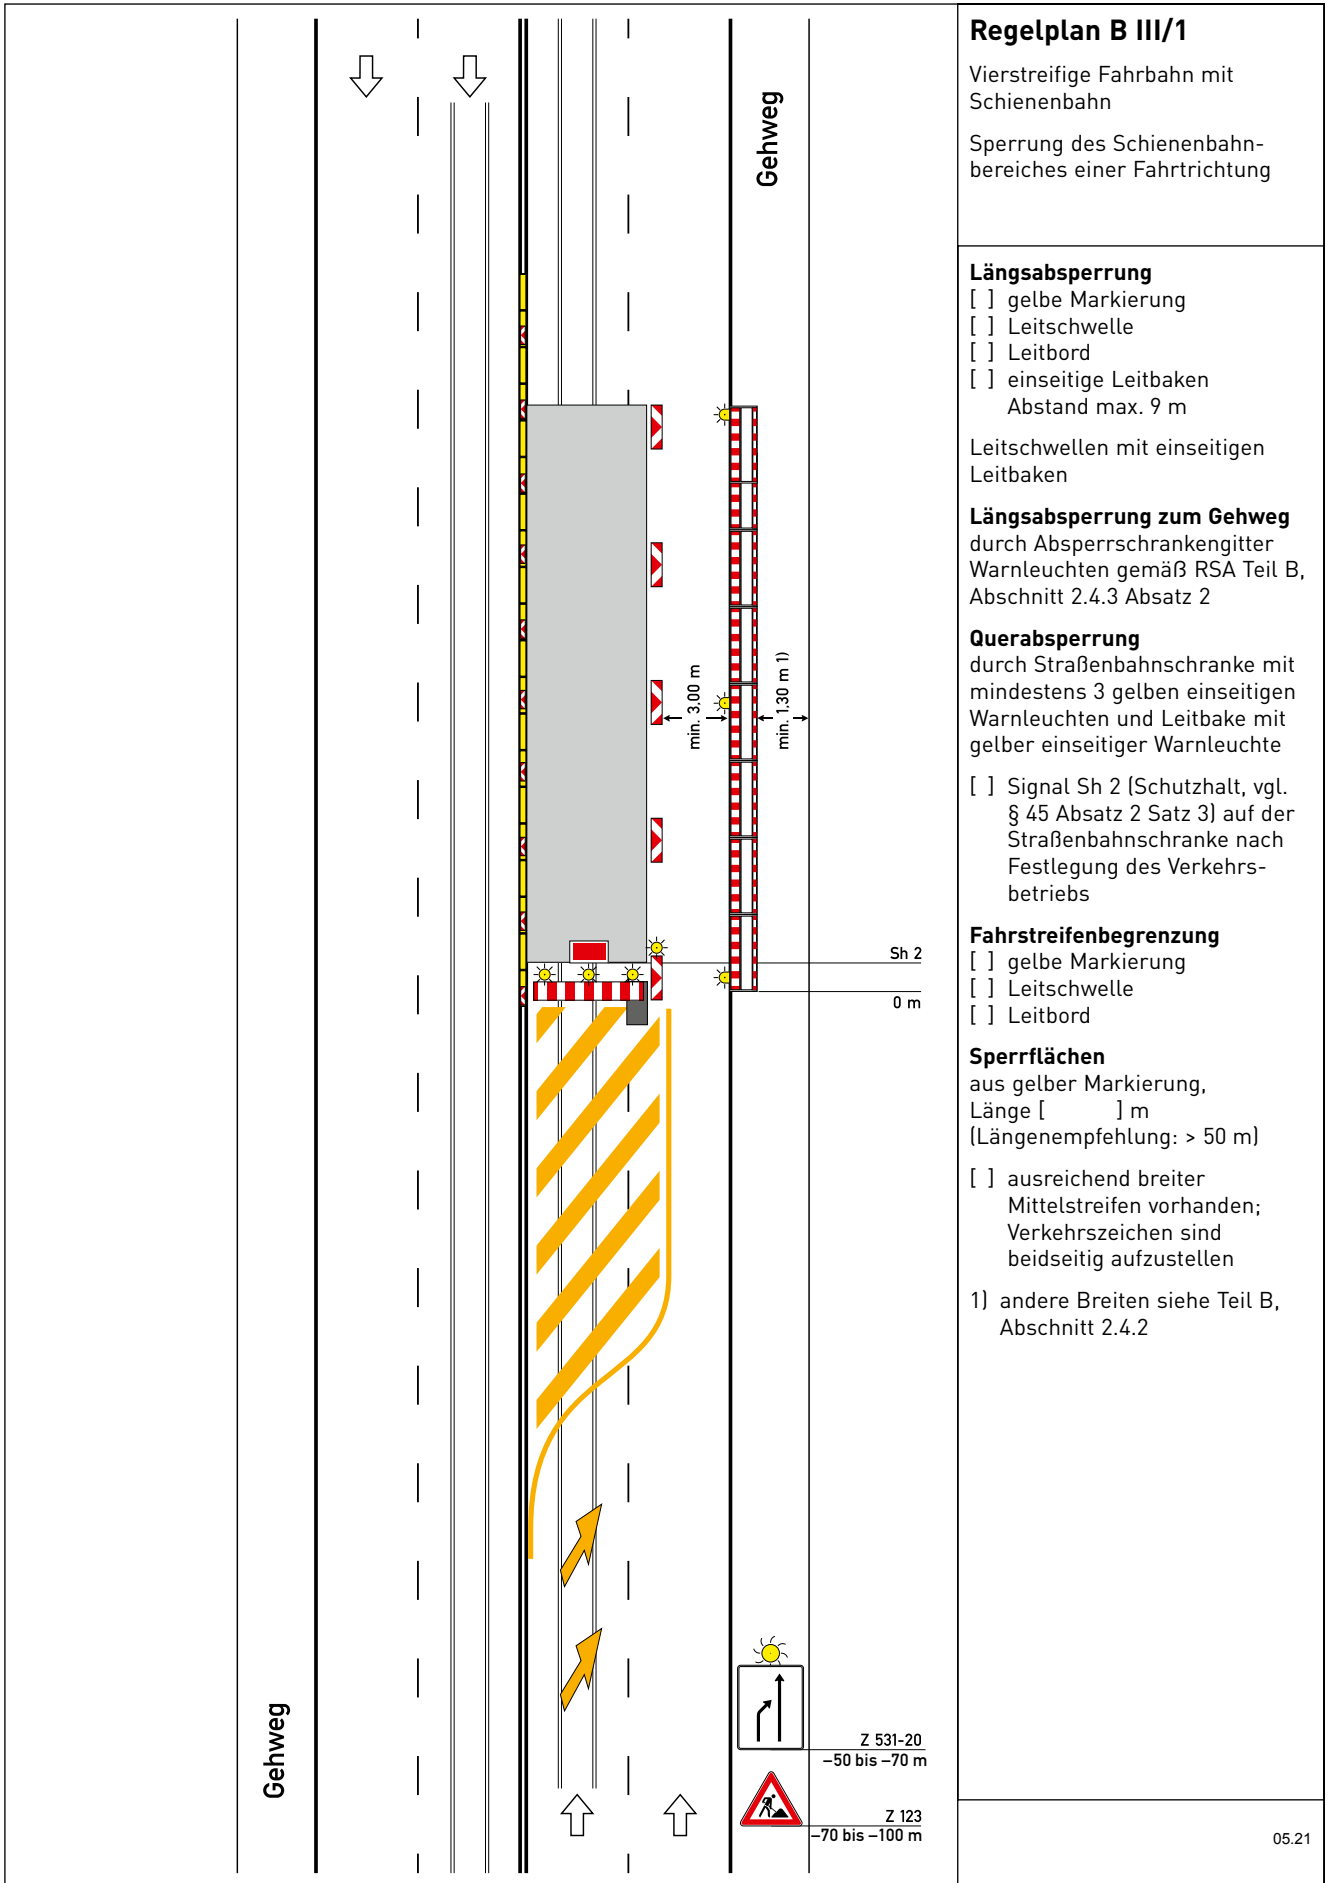 Regelplan B III/1
Vierstreifige Fahrbahn mit
Schienenbahn
Sperrung des Schienenbahn-
bereiches einer Fahrtrichtung
Längsabsperrung
[ ] gelbe Markierung
[ ] Leitschwelle
[ ] Leitbord
[ ] einseitige Leitbaken
Abstand max. 9 m
Leitschwellen mit einseitigen
Leitbaken
Längsabsperrung zum Gehweg
durch Absperrschrankengitter
Warnleuchten gemäß RSA Teil B,
Abschnitt 2.4.3 Absatz 2
Querabsperrung
durch Straßenbahnschranke mit
mindestens 3 gelben einseitigen
Warnleuchten und Leitbake mit
gelber einseitiger Warnleuchte
[ ] Signal Sh 2 (Schutzhalt, vgl.
§ 45 Absatz 2 Satz 3) auf der
Straßenbahnschranke nach
Festlegung des Verkehrs-
betriebs
Fahrstreifenbegrenzung
[ ] gelbe Markierung
[ ] Leitschwelle
[ ] Leitbord
Sperrflächen
aus gelber Markierung,
Länge [ ] m
(Längenempfehlung: > 50 m)
[ ] ausreichend breiter
Mittelstreifen vorhanden;
Verkehrszeichen sind
beidseitig aufzustellen
1) andere Breiten siehe Teil B,
Abschnitt 2.4.2
05.21
Gehweg
min. 3,00 m
min. 1,30 m 1)
Sh 2
0 m
Gehweg
Z 531-20
–50 bis –70 m
Z 123
–70 bis –100 m